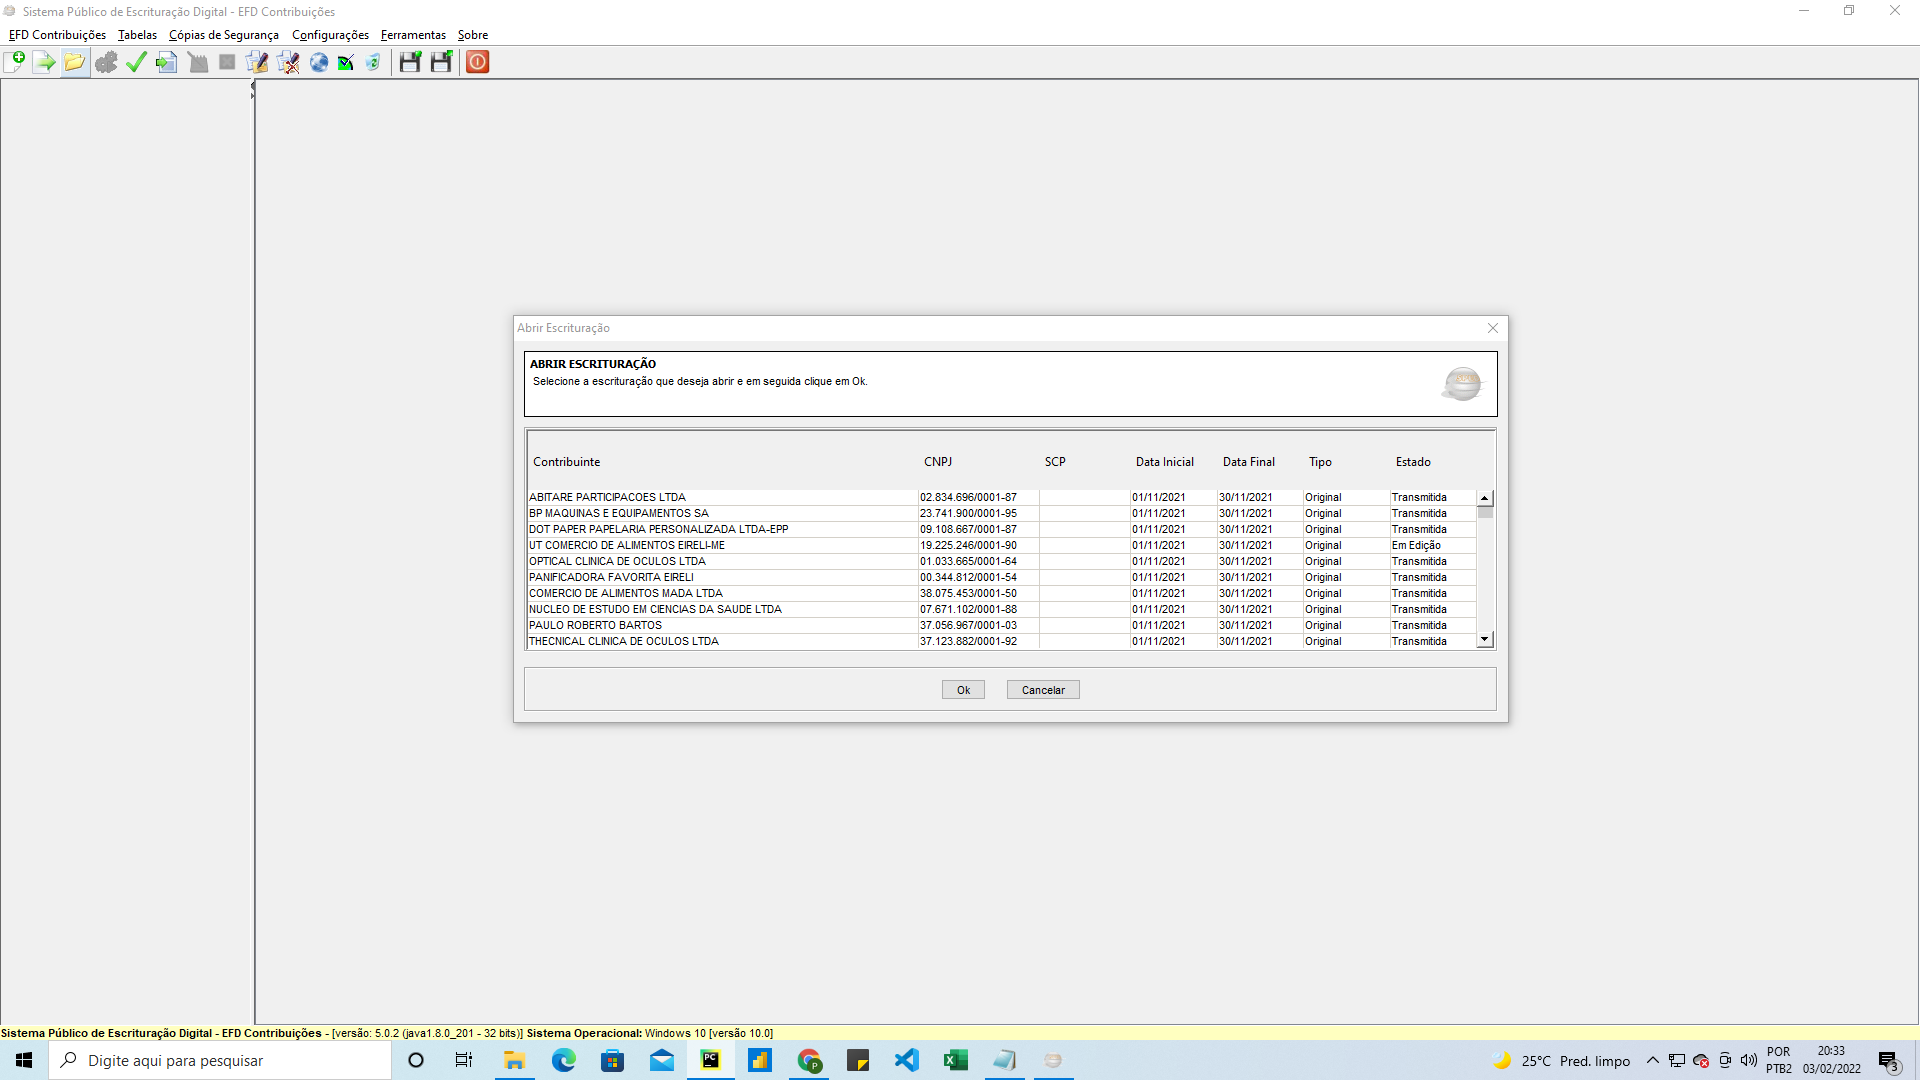 Sistema Público de Escrituração Digital - EFD Contribuições
EFD Contribuições Tabelas Cópias de Segurança Configurações Ferramentas Sobre
Abrir Escrituração
ABRIR ESCRITURAÇÃO
Selecione a escrituração que deseja abrir e em seguida clique em Ok.
Contribuinte CNPJ SCP Data Inicial Data Final Tipo Estado
ABITARE PARTICIPACOES LTDA 02.834.696/0001-87 01/11/2021 30/11/2021 Original Transmitida
BP MAQUINAS E EQUIPAMENTOS SA 23.741.900/0001-95 01/11/2021 30/11/2021 Original Transmitida
DOT PAPER PAPELARIA PERSONALIZADA LTDA-EPP 09.108.667/0001-87 01/11/2021 30/11/2021 Original Transmitida
UT COMERCIO DE ALIMENTOS EIRELI-ME 19.225.246/0001-90 01/11/2021 30/11/2021 Original Em Edição
OPTICAL CLINICA DE OCULOS LTDA 01.033.665/0001-64 01/11/2021 30/11/2021 Original Transmitida
PANIFICADORA FAVORITA EIRELI 00.344.812/0001-54 01/11/2021 30/11/2021 Original Transmitida
COMERCIO DE ALIMENTOS MADA LTDA 38.075.453/0001-50 01/11/2021 30/11/2021 Original Transmitida
NUCLEO DE ESTUDO EM CIENCIAS DA SAUDE LTDA 07.671.102/0001-88 01/11/2021 30/11/2021 Original Transmitida
PAULO ROBERTO BARTOS 37.056.967/0001-03 01/11/2021 30/11/2021 Original Transmitida
THECNICAL CLINICA DE OCULOS LTDA 37.123.882/0001-92 01/11/2021 30/11/2021 Original Transmitida
Ok Cancelar
Sistema Público de Escrituração Digital - EFD Contribuições - [versão: 5.0.2 (java1.8.0_201 - 32 bits)] Sistema Operacional: Windows 10 [versão 10.0]
Digite aqui para pesquisar
PC
P
25°C Pred. limpo
POR
PTB2
20:33
03/02/2022
3